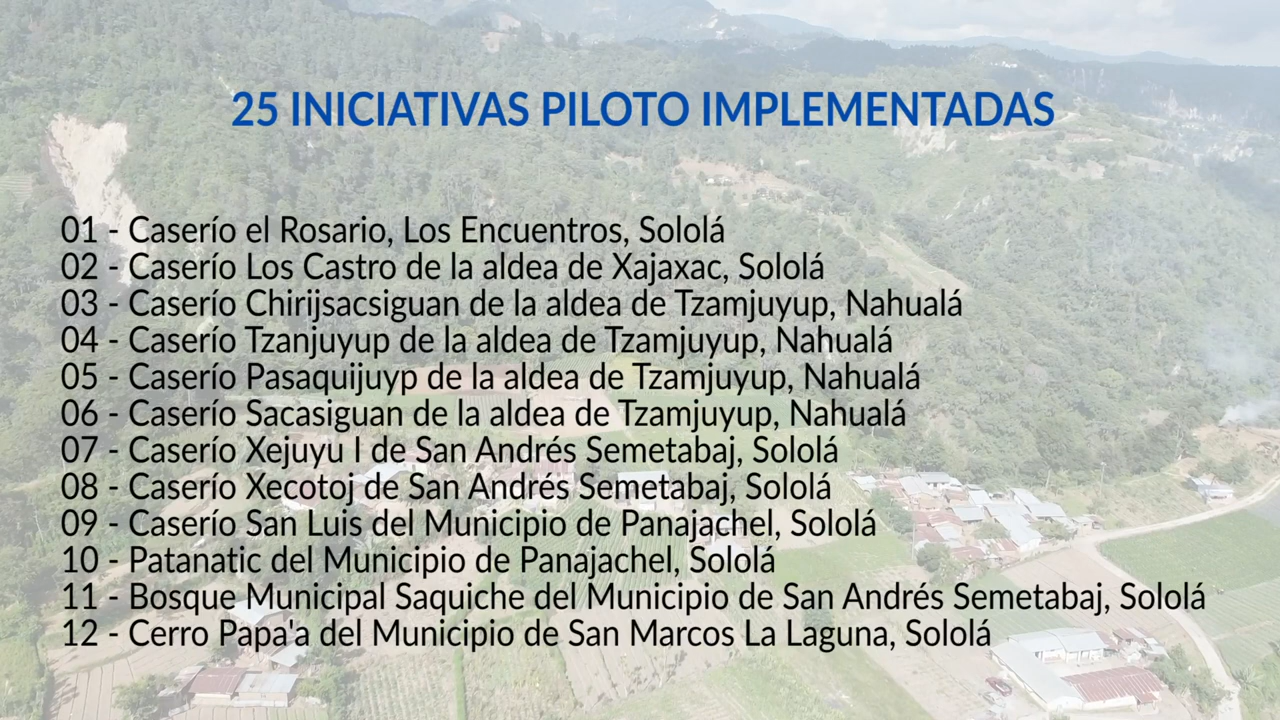 25 INICIATIVAS PILOTO IMPLEMENTADAS
01 - Caserío el Rosario, Los Encuentros, Sololá
02 - Caserío Los Castro de la aldea de Xajaxac, Sololá
03 - Caserío Chirijsacsiguan de la aldea de Tzamjuyup, Nahualá
04 - Caserío Tzanjuyup de la aldea de Tzamjuyup, Nahualá
05 - Caserío Pasaquijuyp de la aldea de Tzamjuyup, Nahualá
06 - Caserío Sacasiguan de la aldea de Tzamjuyup, Nahualá
07 - Caserío Xejuyu I de San Andrés Semetabaj, Sololá
08 - Caserío Xecotoj de San Andrés Semetabaj, Sololá
09 - Caserío San Luis del Municipio de Panajachel, Sololá
10 - Patanatic del Municipio de Panajachel, Sololá
11 - Bosque Municipal Saquiche del Municipio de San Andrés Semetabaj, Sololá
12 - Cerro Papa'a del Municipio de San Marcos La Laguna, Sololá